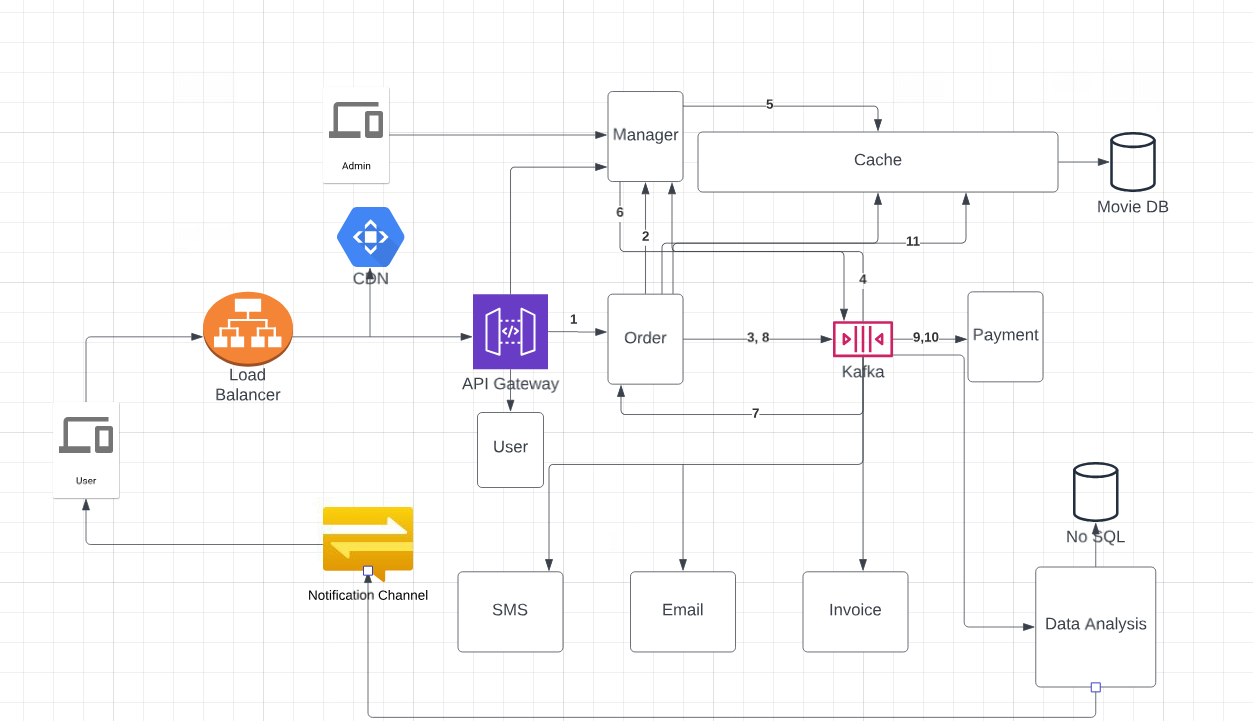 5
Manager
Cache
Admin
Movie DB
6
2
11
CDN
4
1
Order
3, 8
9,10
Payment
Load
Balancer
API Gateway
Kafka
7
User
User
No SQL
Notification Channel
SMS
Email
Invoice
Data Analysis